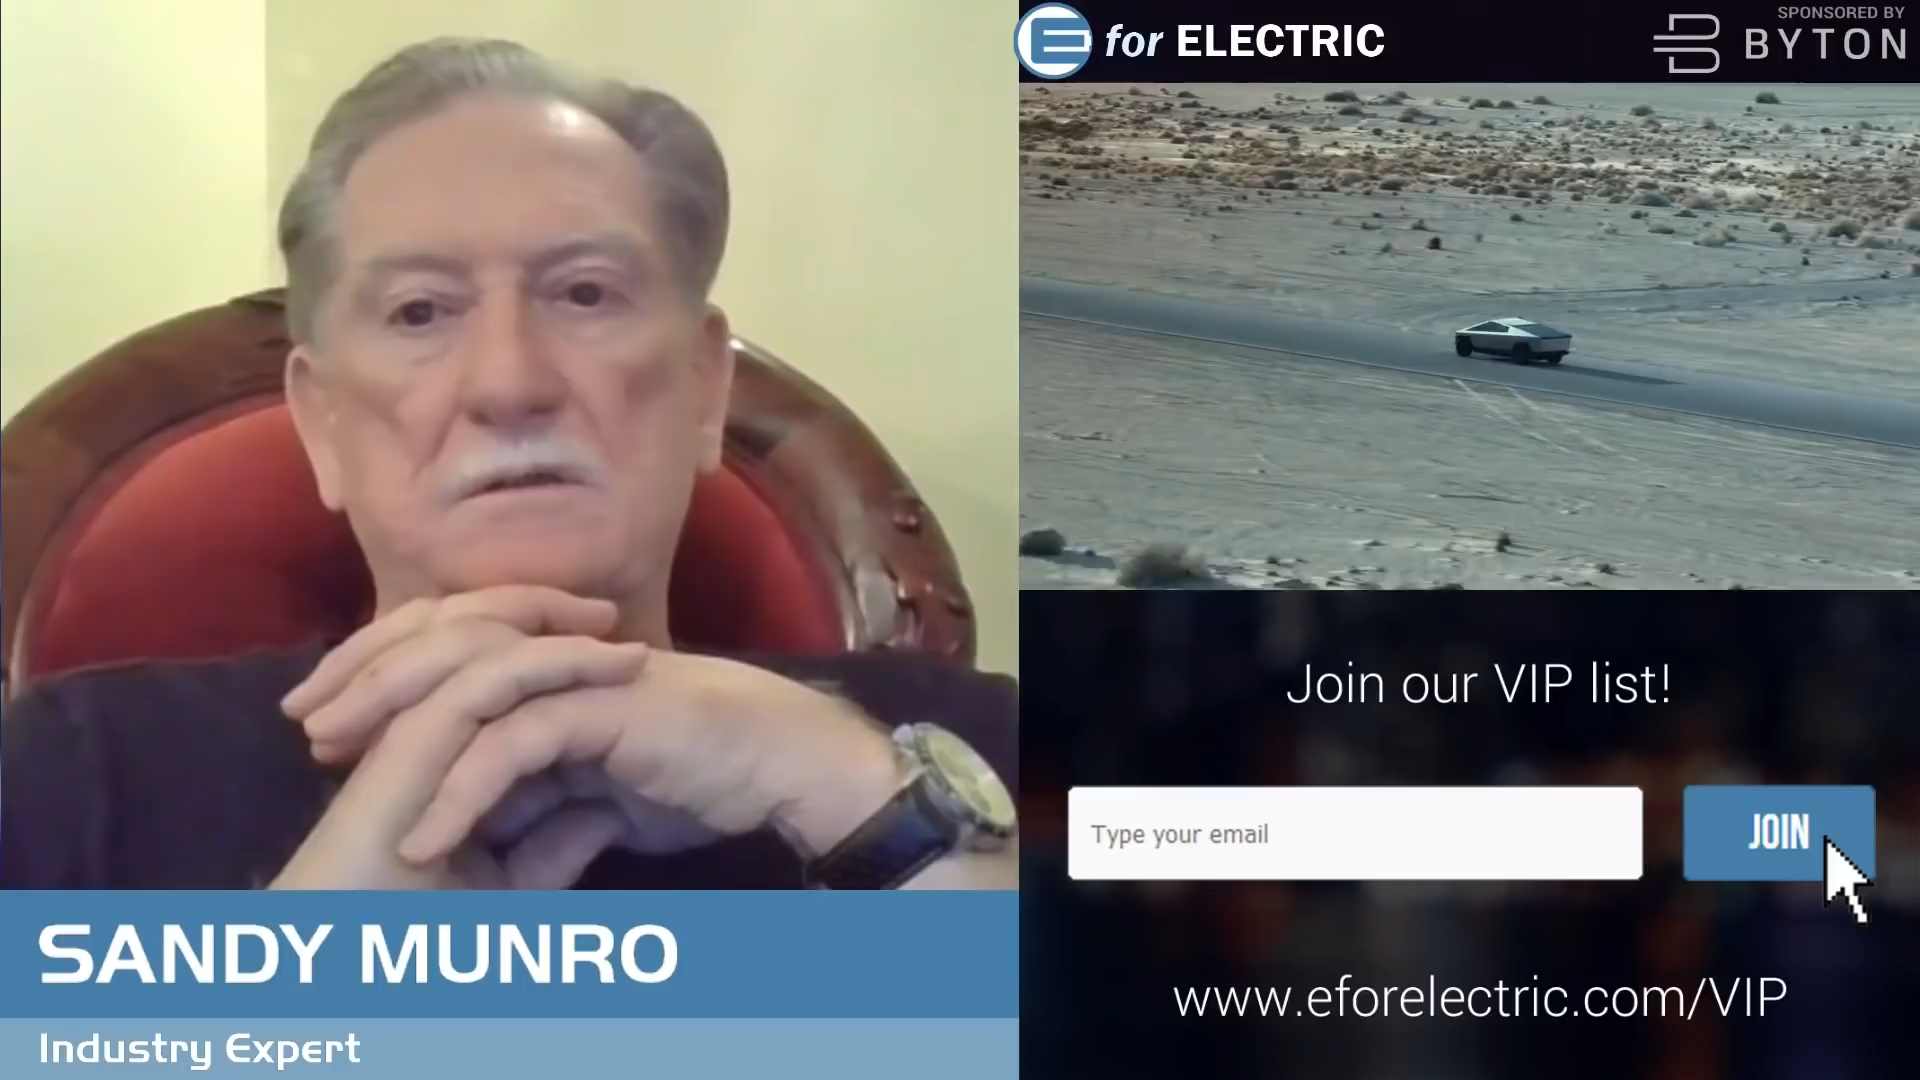 for ELECTRIC
SPONSORED BY
BYTON
Join our VIP list!
Type your email
JOIN
www.eforelectric.com/VIP
SANDY MUNRO
Industry Expert